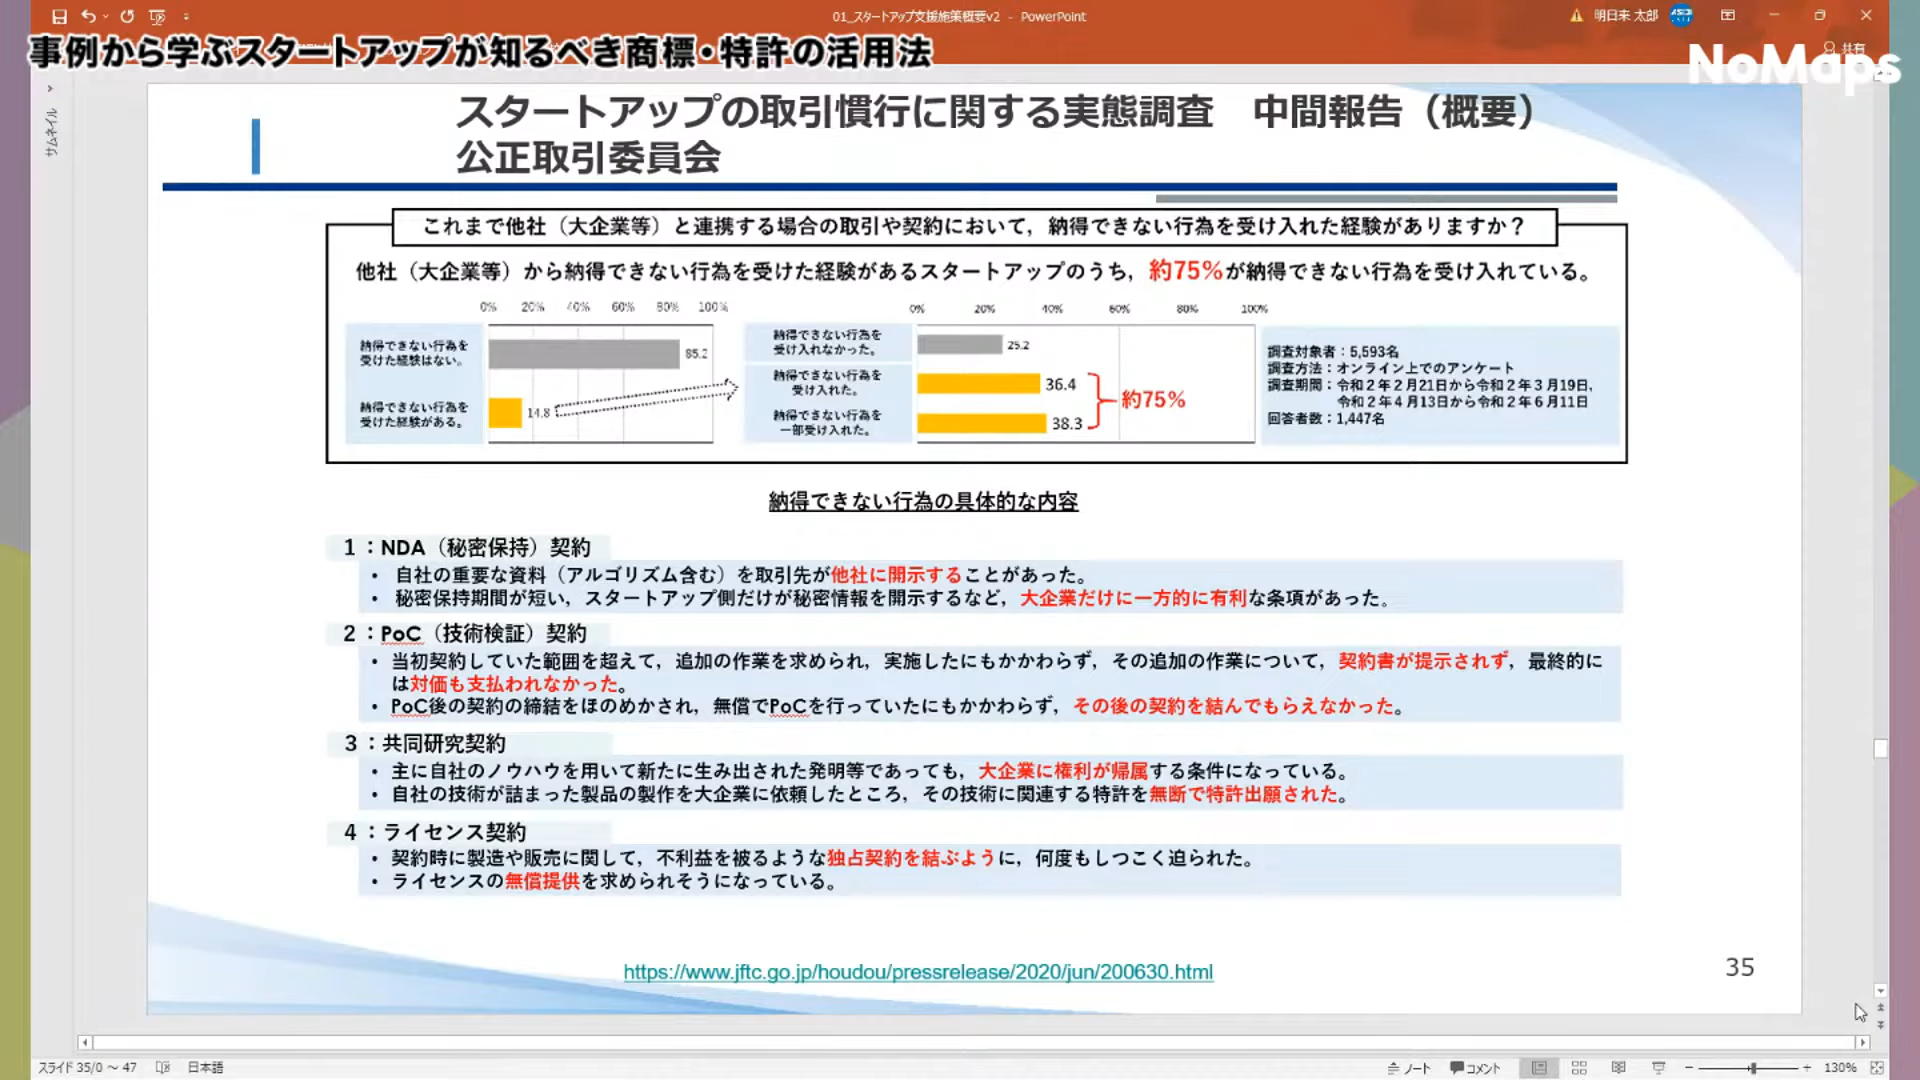 01_スタートアップ支援施策概要v2 - PowerPoint
明日来 太郎
共有
事例から学ぶスタートアップが知るべき商標・特許の活用法
NoMaps
サムネイル
スタートアップの取引慣行に関する実態調査　中間報告（概要）
公正取引委員会
これまで他社（大企業等）と連携する場合の取引や契約において，納得できない行為を受け入れた経験がありますか？
他社（大企業等）から納得できない行為を受けた経験があるスタートアップのうち，約75%が納得できない行為を受け入れている。
0% 20% 40% 60% 80% 100%
納得できない行為を
受けた経験はない。
85.2
納得できない行為を
受けた経験がある。
14.8
0% 20% 40% 60% 80% 100%
納得できない行為を
受け入れなかった。
25.2
納得できない行為を
受け入れた。
36.4
納得できない行為を
一部受け入れた。
38.3
約75%
調査対象者：5,593名
調査方法：オンライン上でのアンケート
調査期間：令和２年２月21日から令和２年３月19日，
令和２年４月13日から令和２年６月11日
回答者数：1,447名
納得できない行為の具体的な内容
１：NDA（秘密保持）契約
• 自社の重要な資料（アルゴリズム含む）を取引先が他社に開示することがあった。
• 秘密保持期間が短い，スタートアップ側だけが秘密情報を開示するなど，大企業だけに一方的に有利な条項があった。
２：PoC（技術検証）契約
• 当初契約していた範囲を超えて，追加の作業を求められ，実施したにもかかわらず，その追加の作業について，契約書が提示されず，最終的に
は対価も支払われなかった。
• PoC後の契約の締結をほのめかされ，無償でPoCを行っていたにもかかわらず，その後の契約を結んでもらえなかった。
３：共同研究契約
• 主に自社のノウハウを用いて新たに生み出された発明等であっても，大企業に権利が帰属する条件になっている。
• 自社の技術が詰まった製品の製作を大企業に依頼したところ，その技術に関連する特許を無断で特許出願された。
４：ライセンス契約
• 契約時に製造や販売に関して，不利益を被るような独占契約を結ぶように，何度もしつこく迫られた。
• ライセンスの無償提供を求められそうになっている。
https://www.jftc.go.jp/houdou/pressrelease/2020/jun/200630.html
35
スライド 35/0 ～ 47
日本語
ノート
コメント
130%